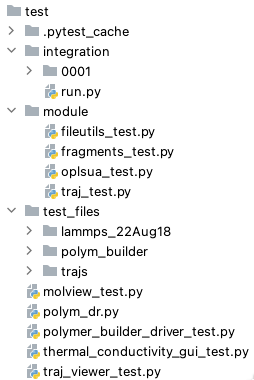 test
.pytest_cache
integration
0001
run.py
module
fileutils_test.py
fragments_test.py
oplsua_test.py
traj_test.py
test_files
lammps_22Aug18
polym_builder
trajs
molview_test.py
polym_dr.py
polymer_builder_driver_test.py
thermal_conductivity_gui_test.py
traj_viewer_test.py